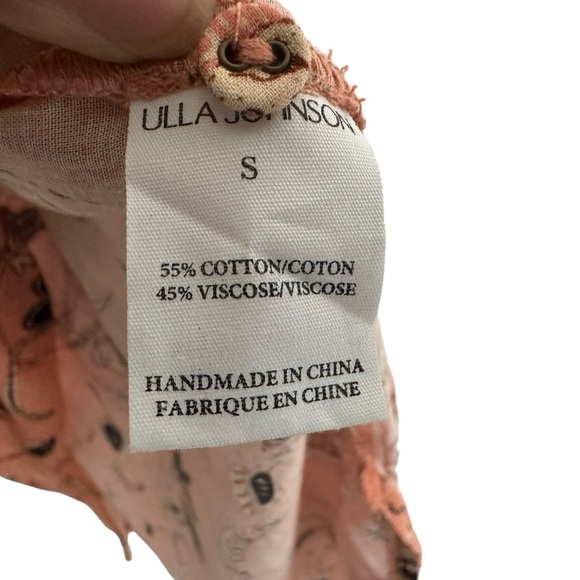 ULLA JOHNSON
S
55% COTTON/COTON
45% VISCOSE/VISCOSE
HANDMADE IN CHINA
FABRIQUE EN CHINE